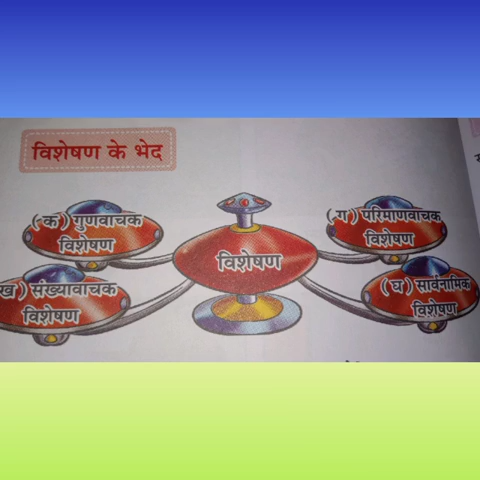 विशेषण के भेद
(क) गुणवाचक
विशेषण
(ख) संख्यावाचक
विशेषण
विशेषण
(ग) परिमाणवाचक
विशेषण
(घ) सार्वनामिक
विशेषण